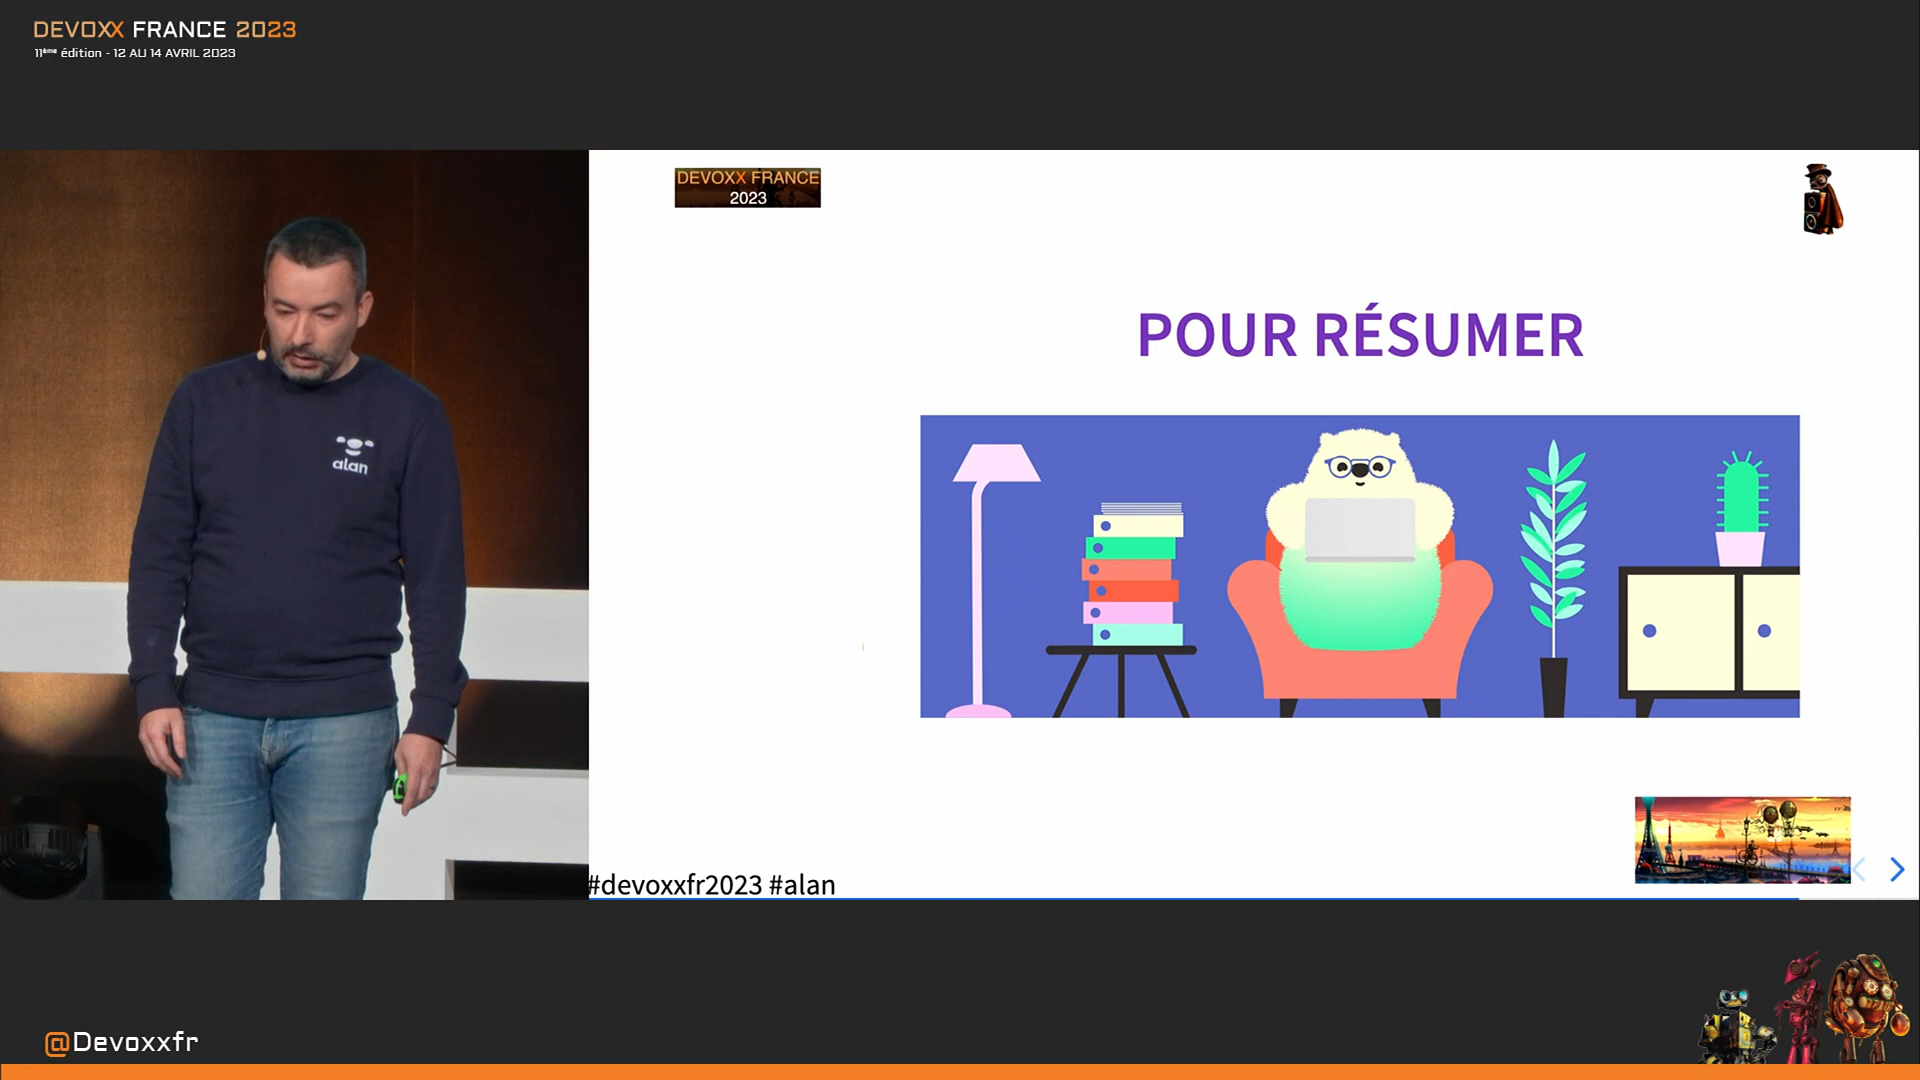 DEVOXX FRANCE 2023
11ème édition - 12 AU 14 AVRIL 2023
DEVOXX FRANCE
2023
POUR RÉSUMER
alan
#devoxxfr2023 #alan
@Devoxxfr